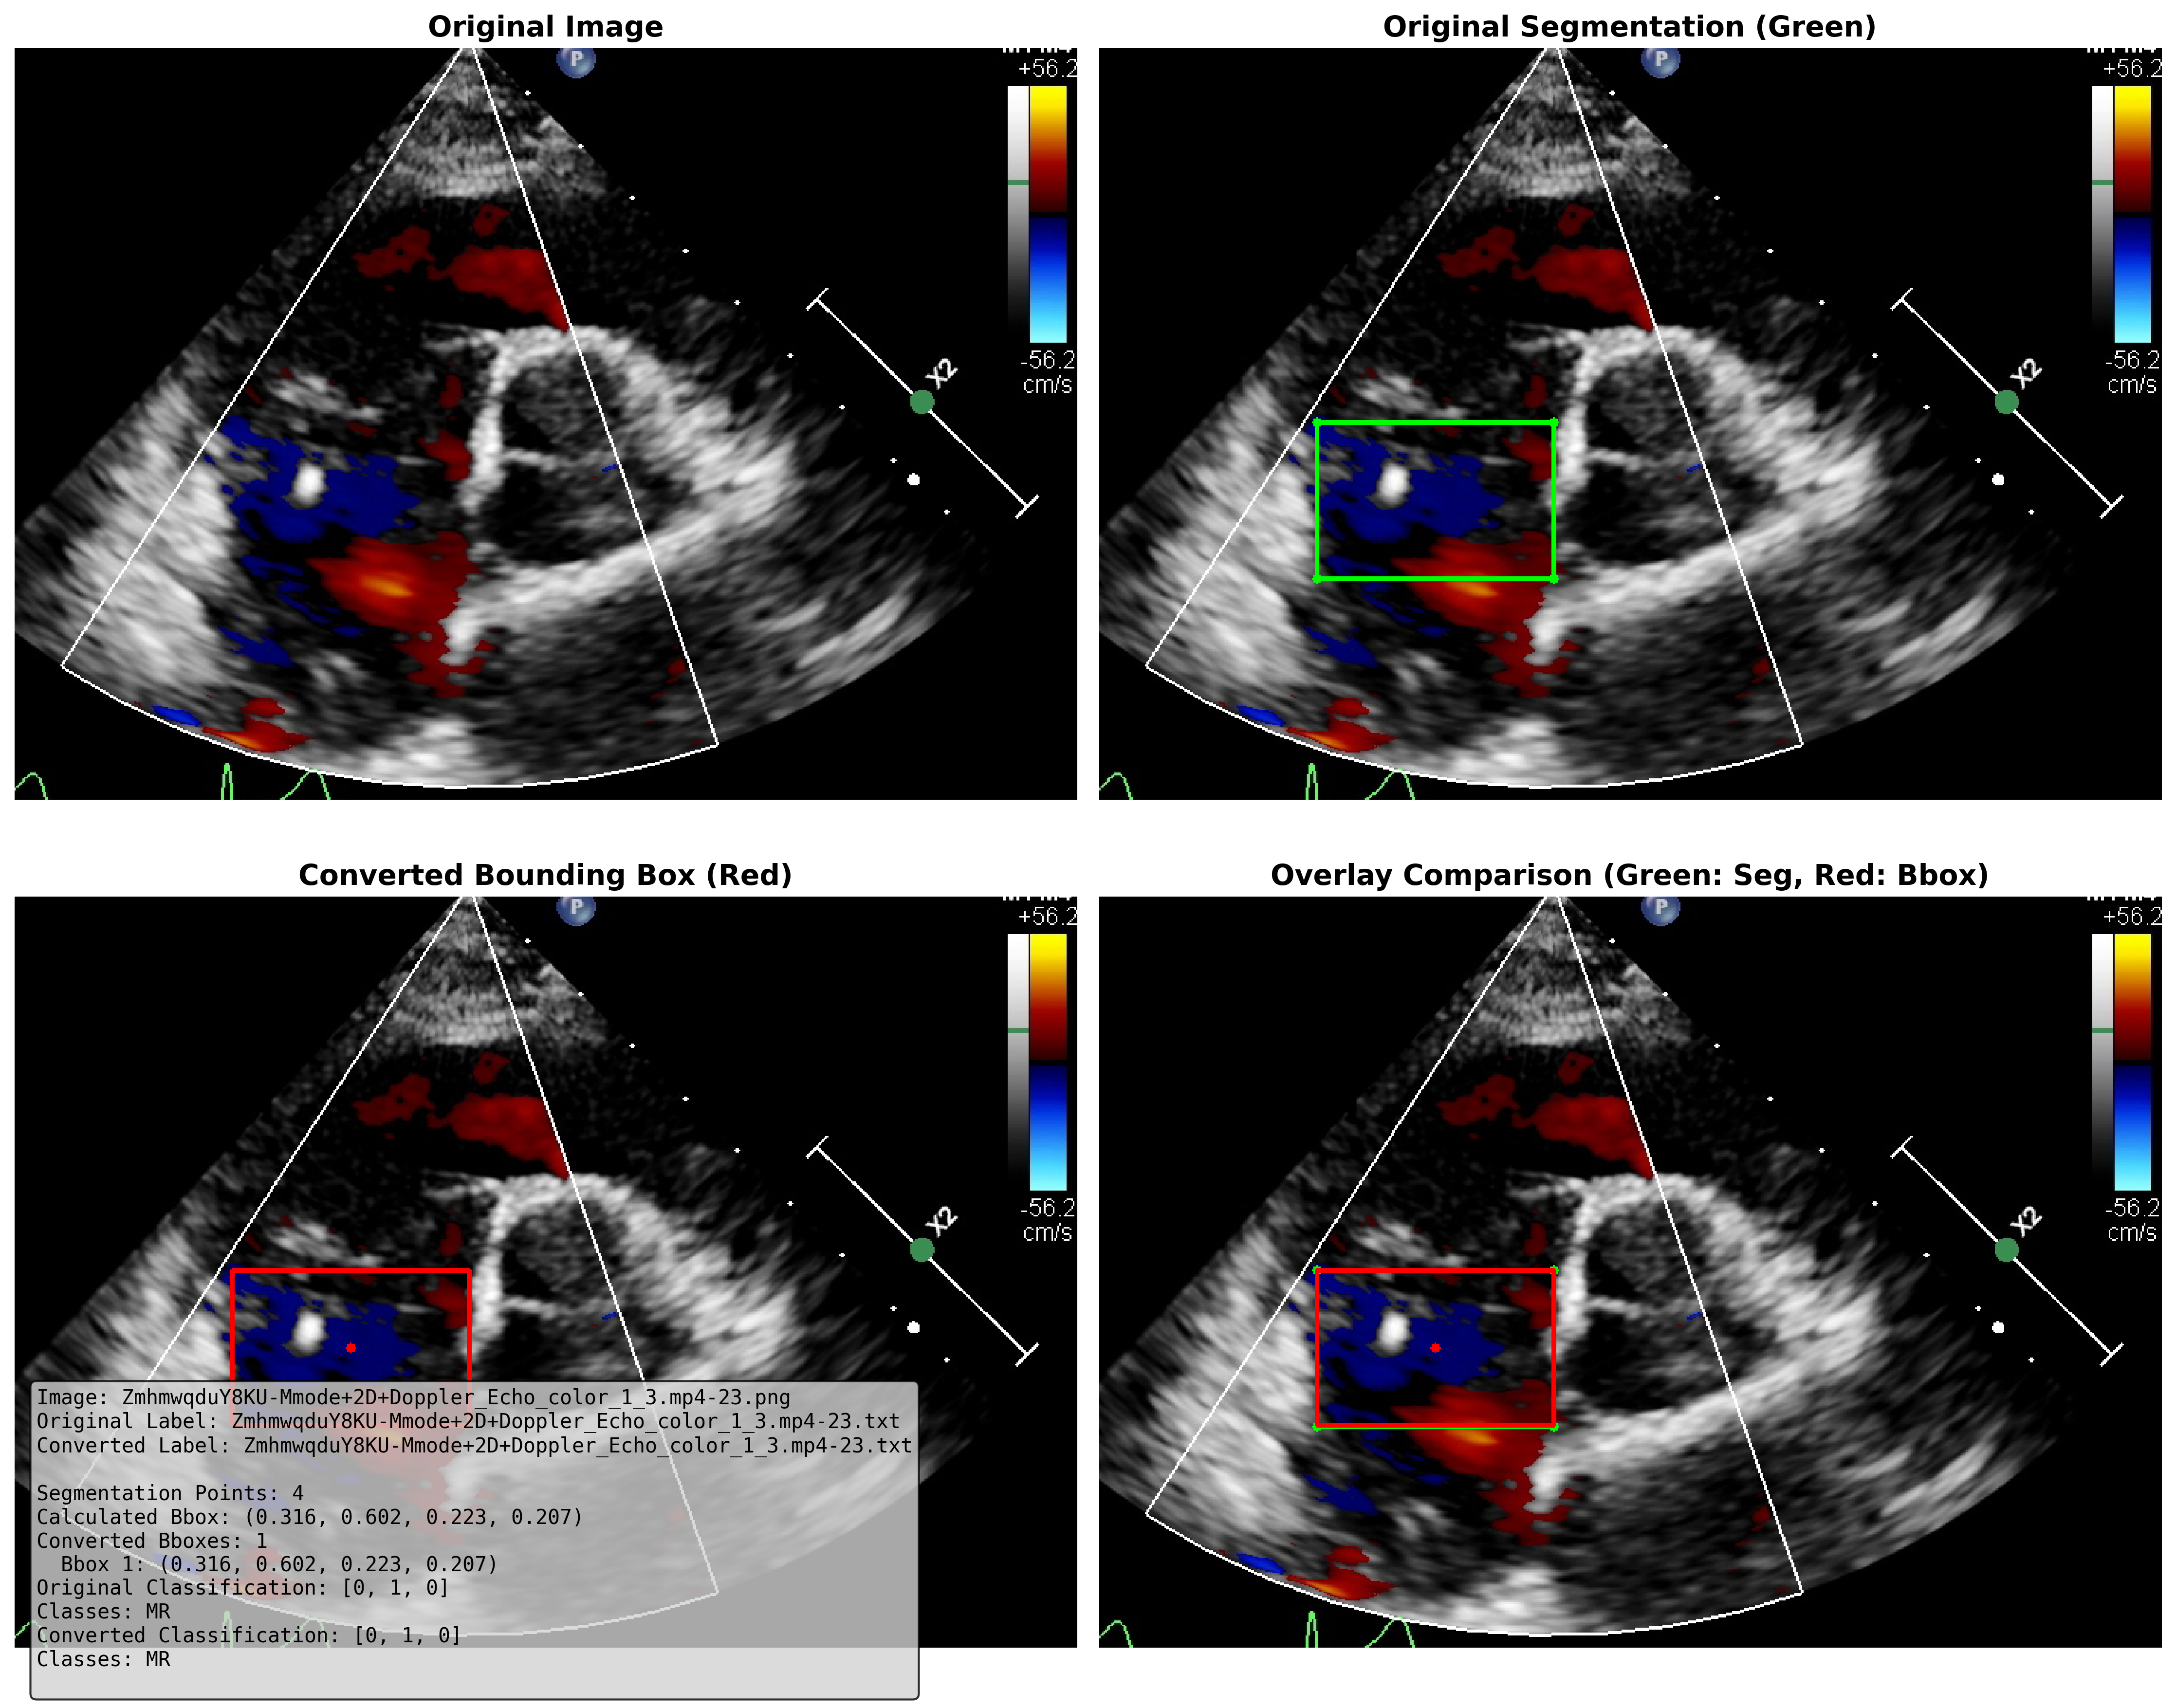 Original Image
P
+56.2
-56.2
cm/s
X2
Original Segmentation (Green)
P
+56.2
-56.2
cm/s
X2
Converted Bounding Box (Red)
P
+56.2
-56.2
cm/s
X2
Image: ZmhmwqduY8KU-Mmode+2D+Doppler_Echo_color_1_3.mp4-23.png
Original Label: ZmhmwqduY8KU-Mmode+2D+Doppler_Echo_color_1_3.mp4-23.txt
Converted Label: ZmhmwqduY8KU-Mmode+2D+Doppler_Echo_color_1_3.mp4-23.txt
Segmentation Points: 4
Calculated Bbox: (0.316, 0.602, 0.223, 0.207)
Converted Bboxes: 1
Bbox 1: (0.316, 0.602, 0.223, 0.207)
Original Classification: [0, 1, 0]
Classes: MR
Converted Classification: [0, 1, 0]
Classes: MR
Overlay Comparison (Green: Seg, Red: Bbox)
P
+56.2
-56.2
cm/s
X2